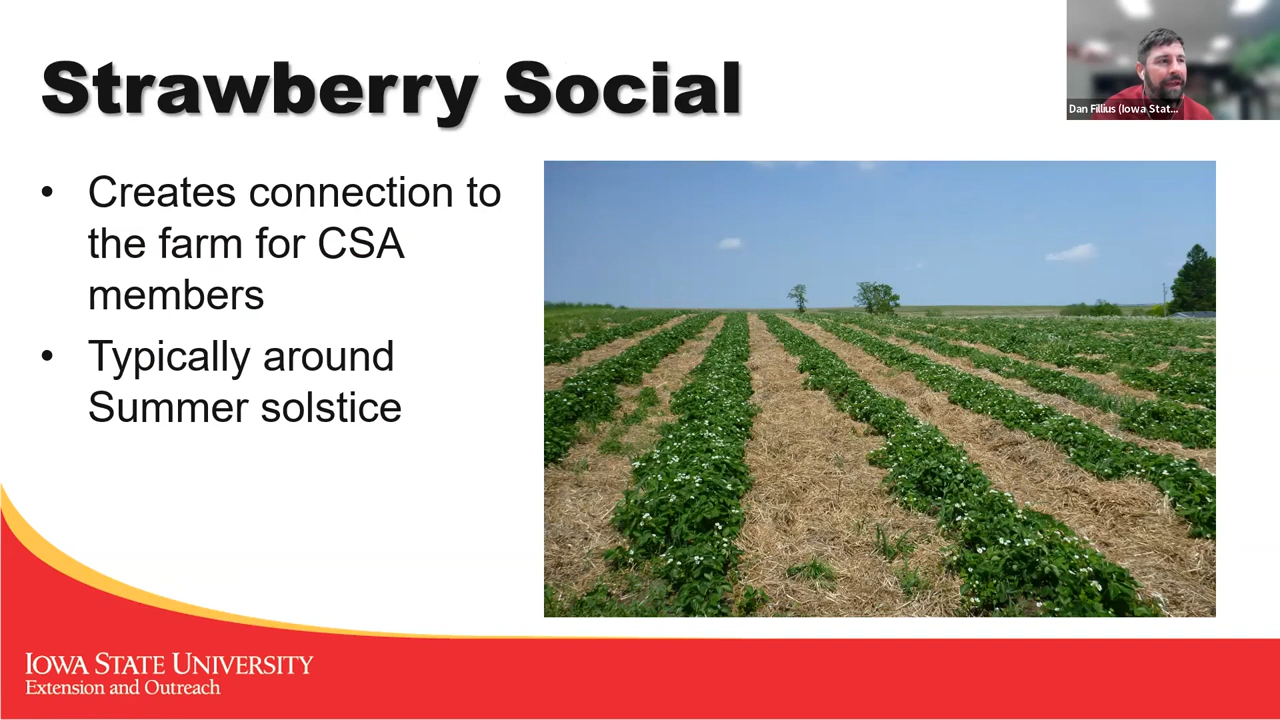 Strawberry Social
Dan Fillius (Iowa Stat...
• Creates connection to
the farm for CSA
members
• Typically around
Summer solstice
IOWA STATE UNIVERSITY
Extension and Outreach